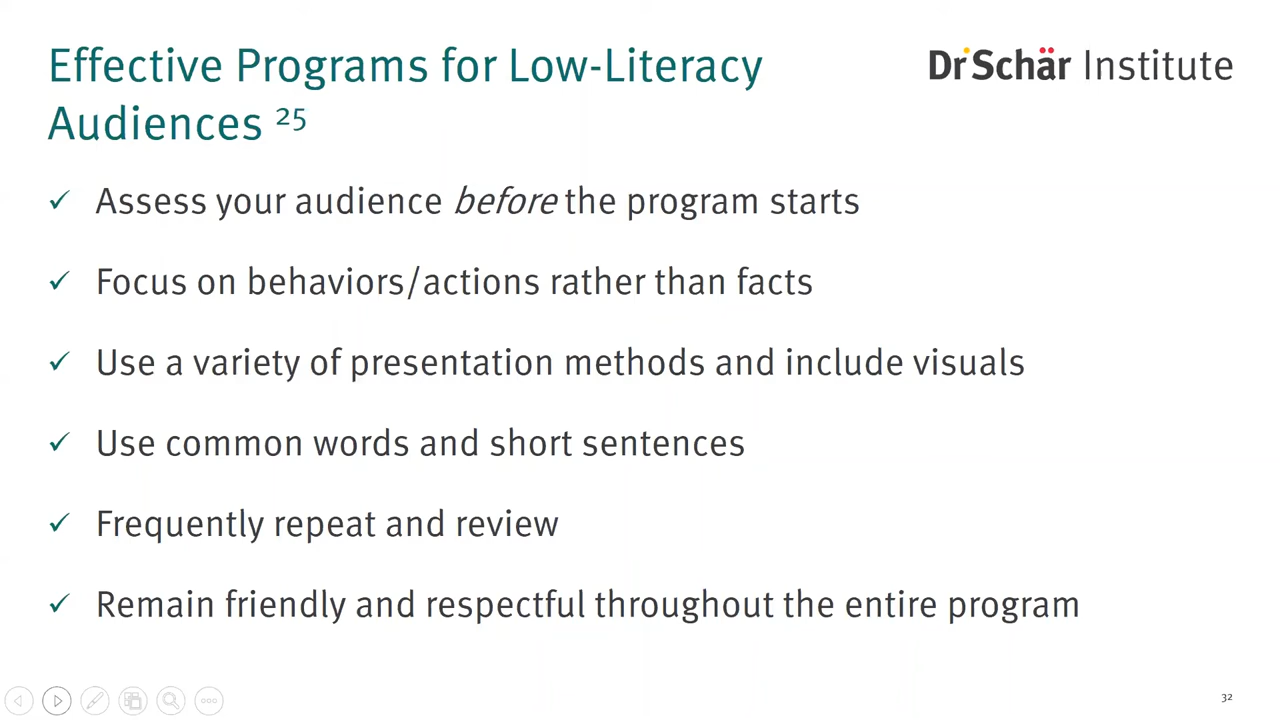 Effective Programs for Low-Literacy
Audiences 25
Dr Schär Institute
✓ Assess your audience before the program starts
✓ Focus on behaviors/actions rather than facts
✓ Use a variety of presentation methods and include visuals
✓ Use common words and short sentences
✓ Frequently repeat and review
✓ Remain friendly and respectful throughout the entire program
32